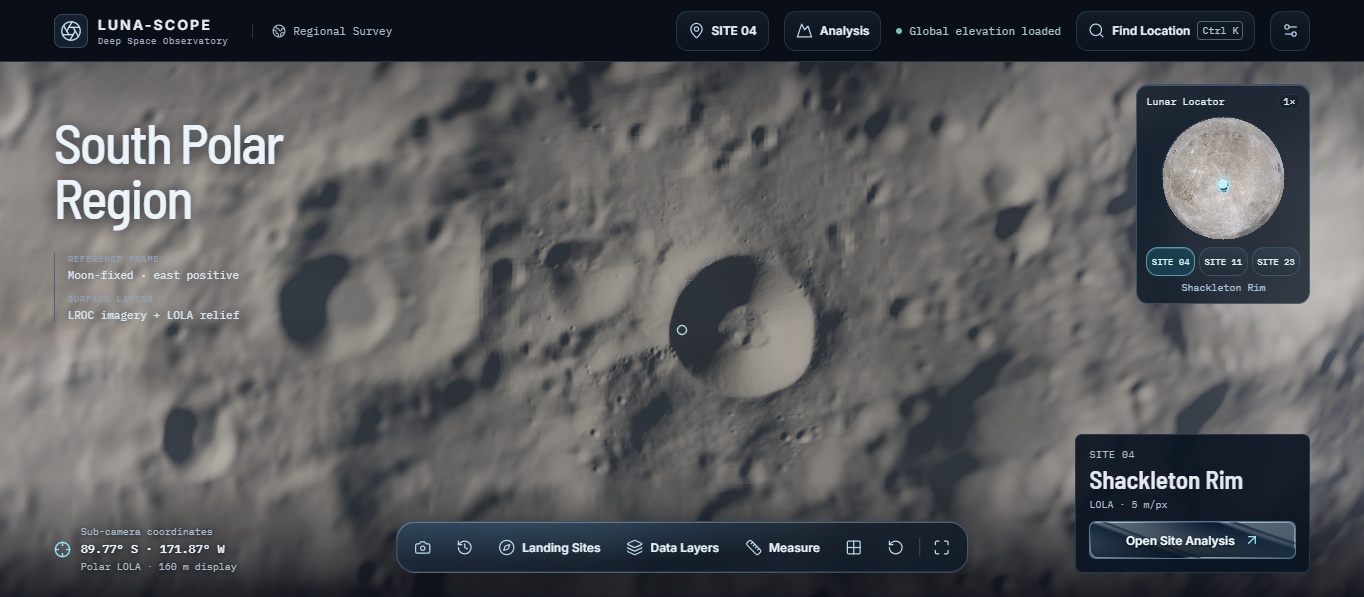 LUNA-SCOPE
Deep Space Observatory
Regional Survey
SITE 04
Analysis
Global elevation loaded
Find Location
Ctrl K
South Polar
Region
REFERENCE FRAME
Moon-fixed · east positive
SURFACE LAYERS
LROC imagery + LOLA relief
Lunar Locator
1×
SITE 04
SITE 11
SITE 23
Shackleton Rim
SITE 04
Shackleton Rim
LOLA · 5 m/px
Open Site Analysis
Sub-camera coordinates
89.77° S · 171.87° W
Polar LOLA · 160 m display
Landing Sites
Data Layers
Measure